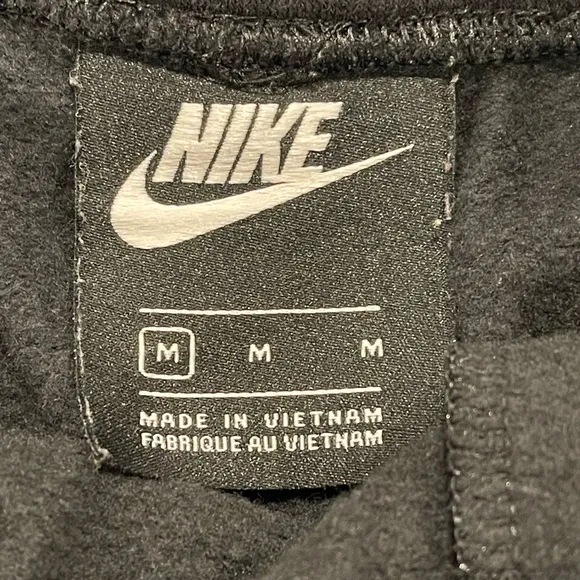 NIKE
M M M
MADE IN VIETNAM
FABRIQUE AU VIETNAM